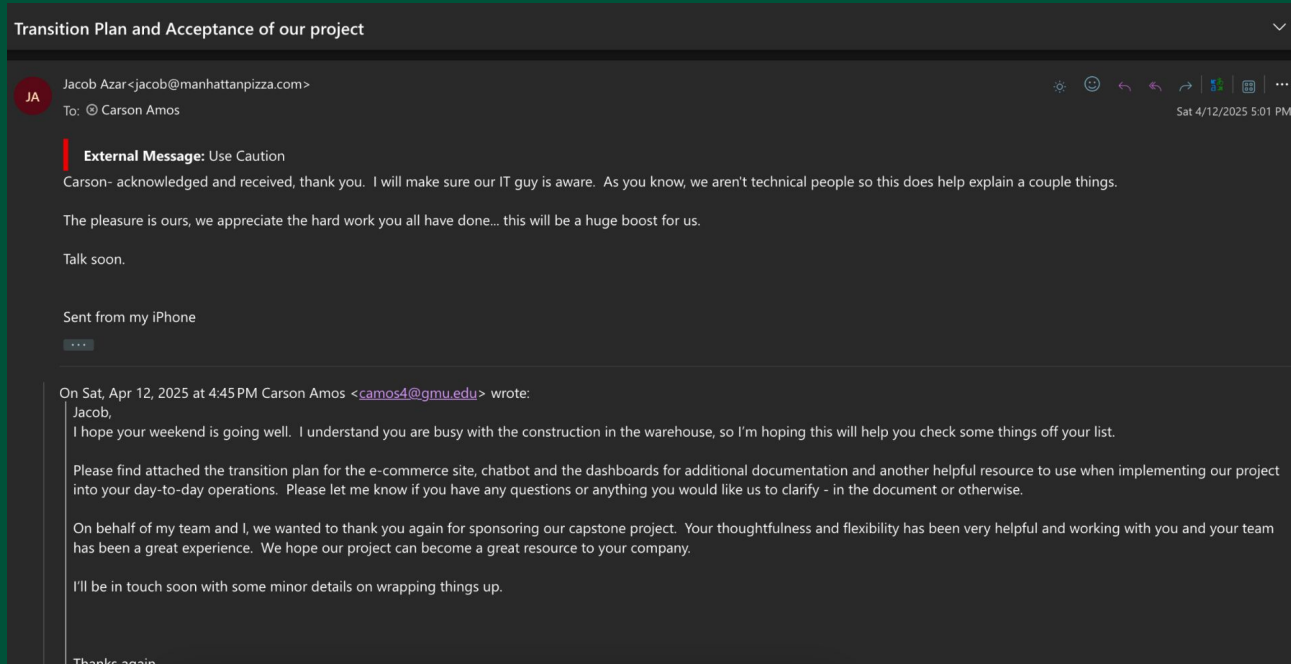 Transition Plan and Acceptance of our project
JA
Jacob Azar<jacob@manhattanpizza.com>
To: Carson Amos
Sat 4/12/2025 5:01 PM
External Message: Use Caution
Carson- acknowledged and received, thank you.  I will make sure our IT guy is aware.  As you know, we aren't technical people so this does help explain a couple things.
The pleasure is ours, we appreciate the hard work you all have done... this will be a huge boost for us.
Talk soon.
Sent from my iPhone
...
On Sat, Apr 12, 2025 at 4:45 PM Carson Amos <camos4@gmu.edu> wrote:
Jacob,
I hope your weekend is going well.  I understand you are busy with the construction in the warehouse, so I'm hoping this will help you check some things off your list.
Please find attached the transition plan for the e-commerce site, chatbot and the dashboards for additional documentation and another helpful resource to use when implementing our project
into your day-to-day operations.  Please let me know if you have any questions or anything you would like us to clarify - in the document or otherwise.
On behalf of my team and I, we wanted to thank you again for sponsoring our capstone project.  Your thoughtfulness and flexibility has been very helpful and working with you and your team
has been a great experience.  We hope our project can become a great resource to your company.
I'll be in touch soon with some minor details on wrapping things up.
Thanks again